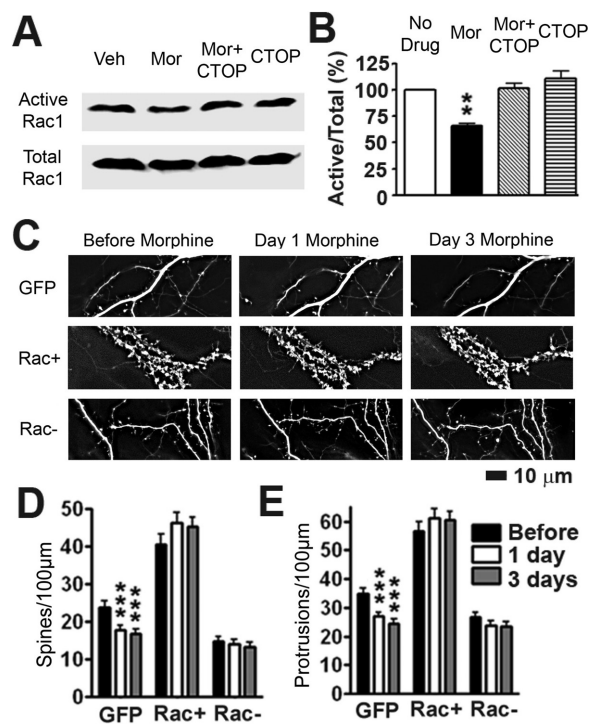 A
Veh Mor Mor+ CTOP CTOP
Active Rac1
Total Rac1
B
No Drug Mor Mor+ CTOP CTOP
Active/Total (%)
125
100
75
50
25
0
C
Before Morphine Day 1 Morphine Day 3 Morphine
GFP
Rac+
Rac-
10 μm
D
Spines/100μm
50
40
30
20
10
0
GFP Rac+ Rac-
E
Protrusions/100μm
60
50
40
30
20
10
0
GFP Rac+ Rac-
Before
1 day
3 days